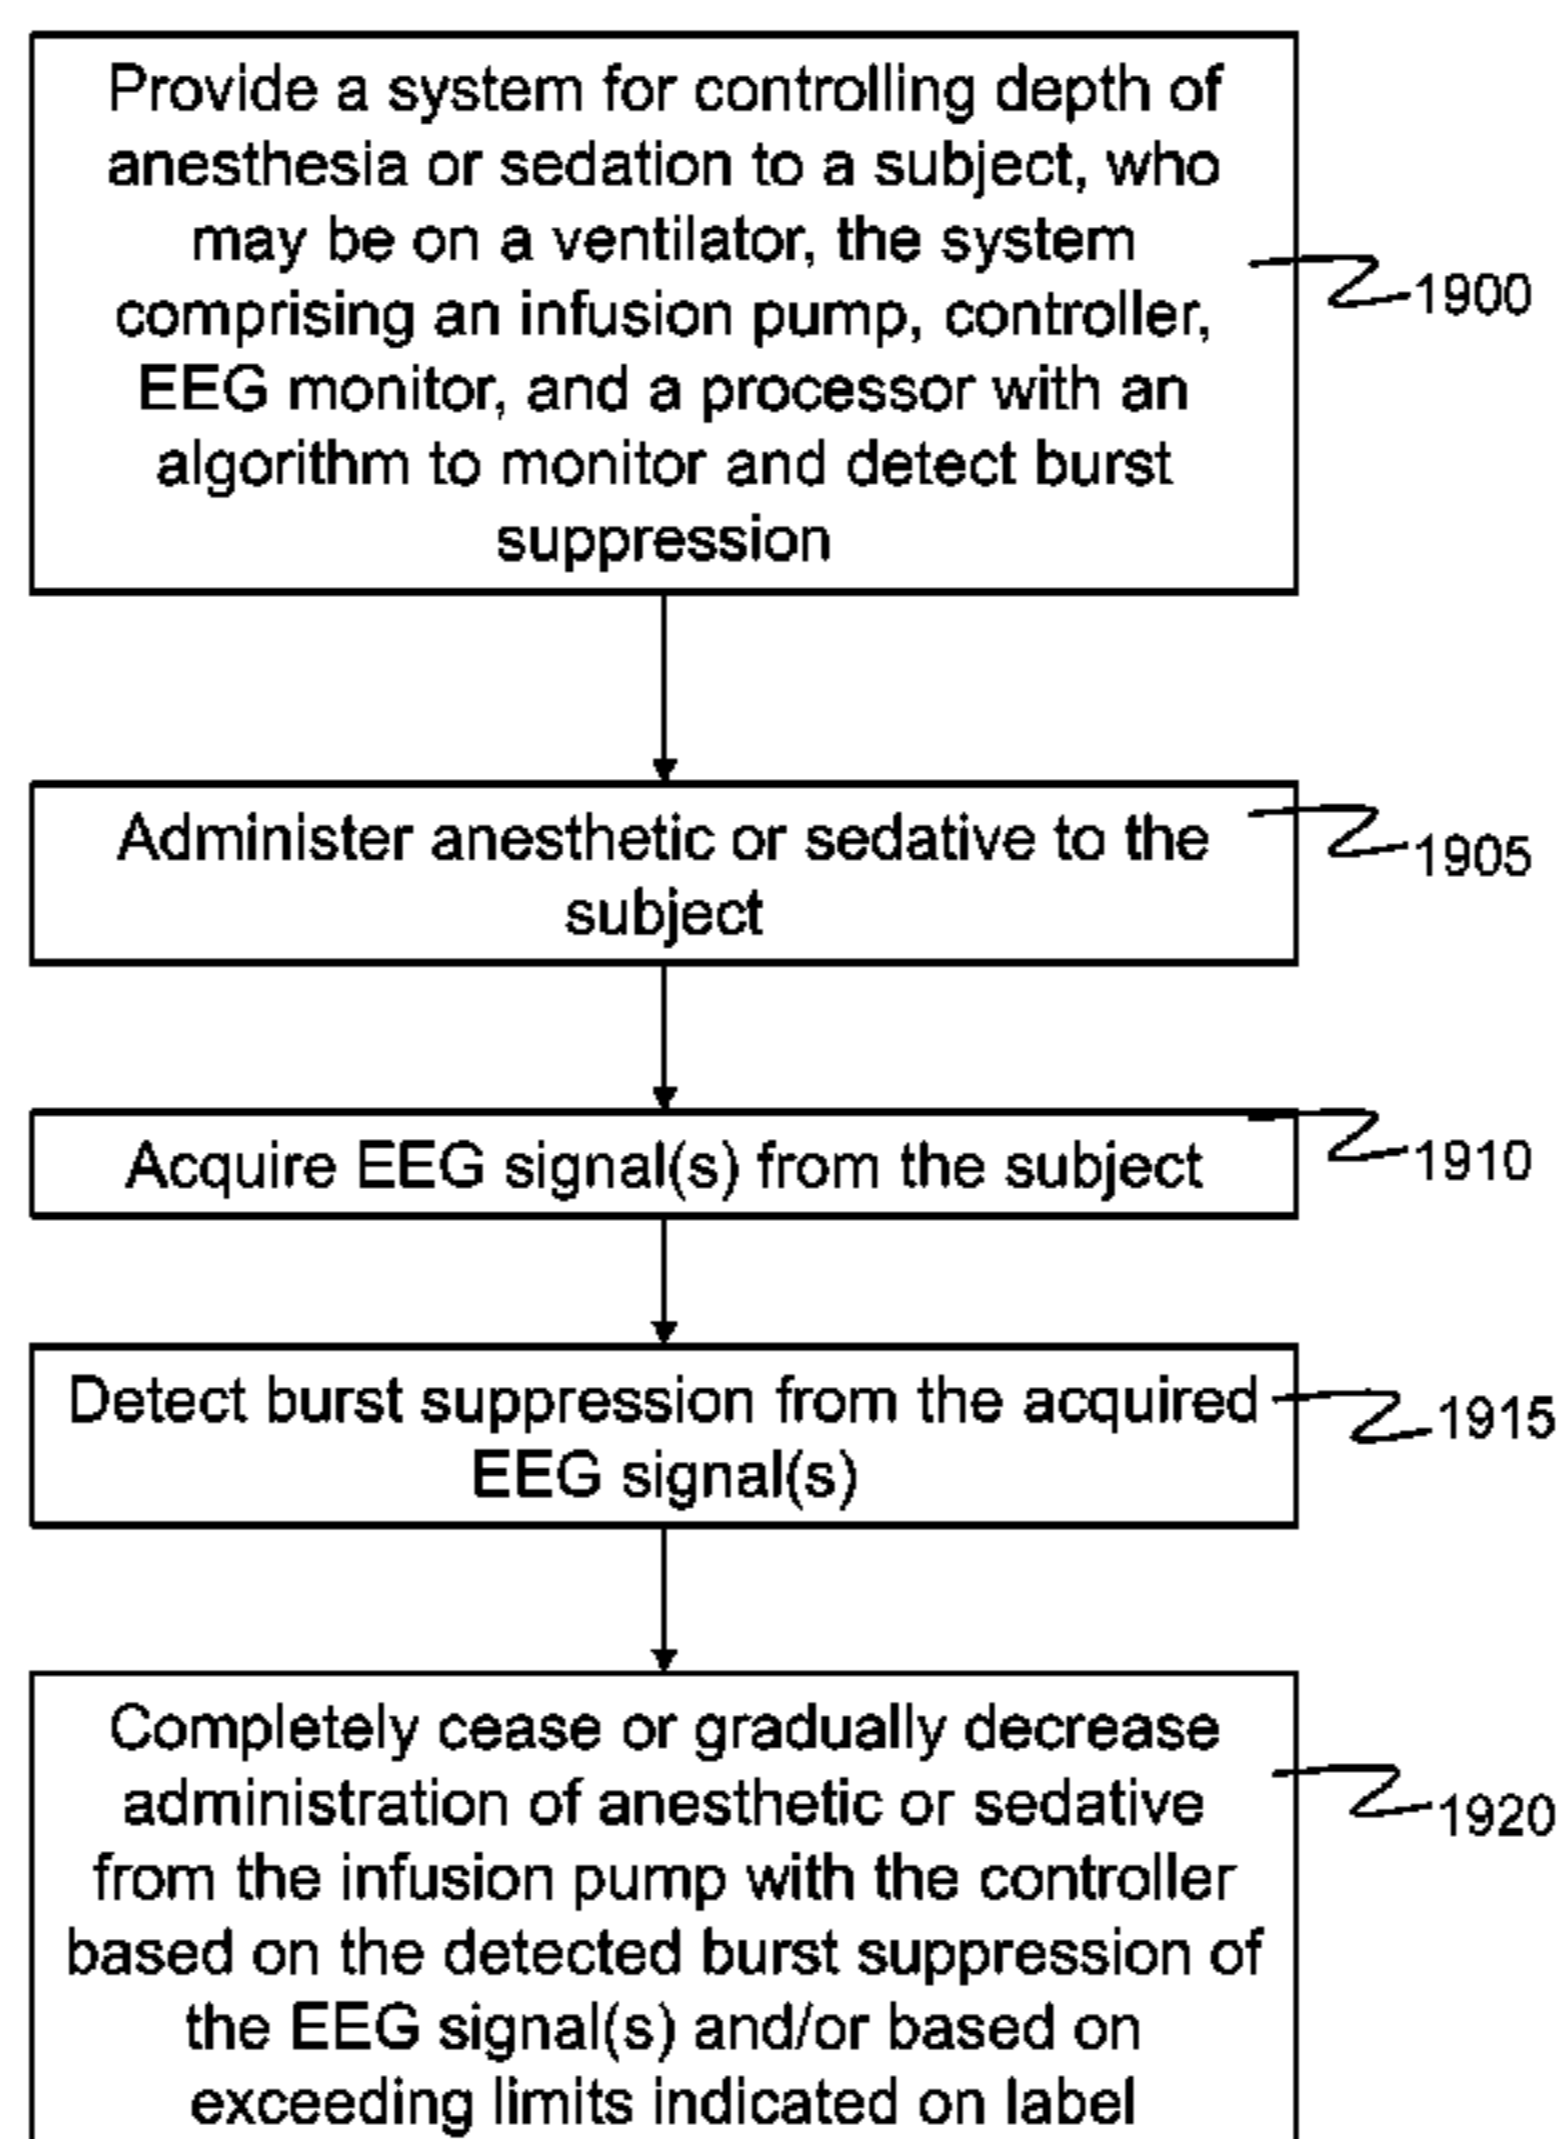 Provide a system for controlling depth of
anesthesia or sedation to a subject, who
may be on a ventilator, the system
comprising an infusion pump, controller,
EEG monitor, and a processor with an
algorithm to monitor and detect burst
suppression
1900
Administer anesthetic or sedative to the
subject
1905
Acquire EEG signal(s) from the subject
1910
Detect burst suppression from the acquired
EEG signal(s)
1915
Completely cease or gradually decrease
administration of anesthetic or sedative
from the infusion pump with the controller
based on the detected burst suppression of
the EEG signal(s) and/or based on
exceeding limits indicated on label
1920